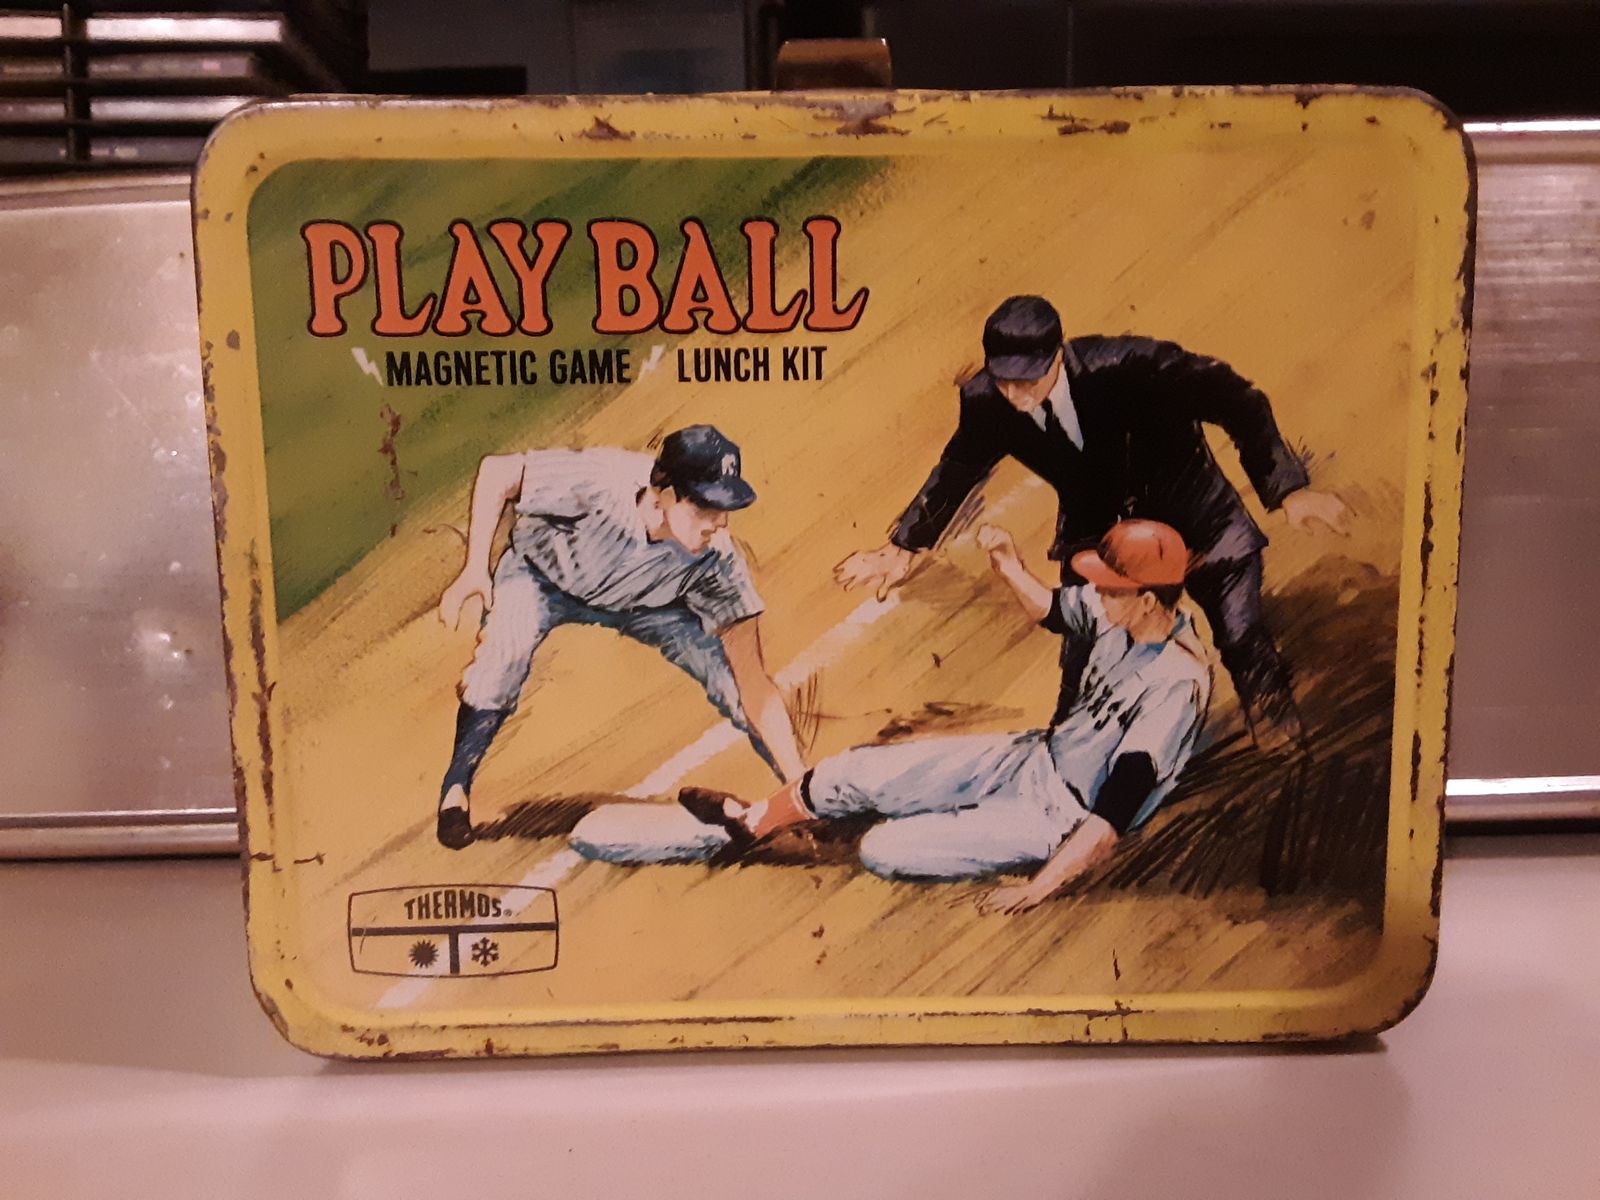 PLAY BALL
MAGNETIC GAME LUNCH KIT
THERMOS®